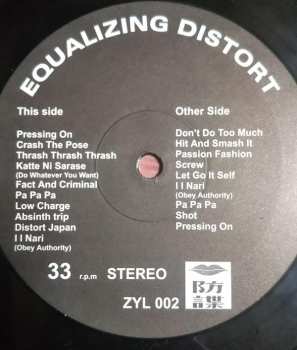 EQUALIZING DISTORT
This side
Pressing On
Crash The Pose
Thrash Thrash Thrash
Katte Ni Sarase
(Do Whatever You Want)
Fact And Criminal
Pa Pa Pa
Low Charge
Absinth trip
Distort Japan
I I Nari
(Obey Authority)
Other Side
Don't Do Too Much
Hit And Smash It
Passion Fashion
Screw
Let Go It Self
I I Nari
(Obey Authority)
Pa Pa Pa
Shot
Pressing On
33 r.p.m STEREO
ZYL 002